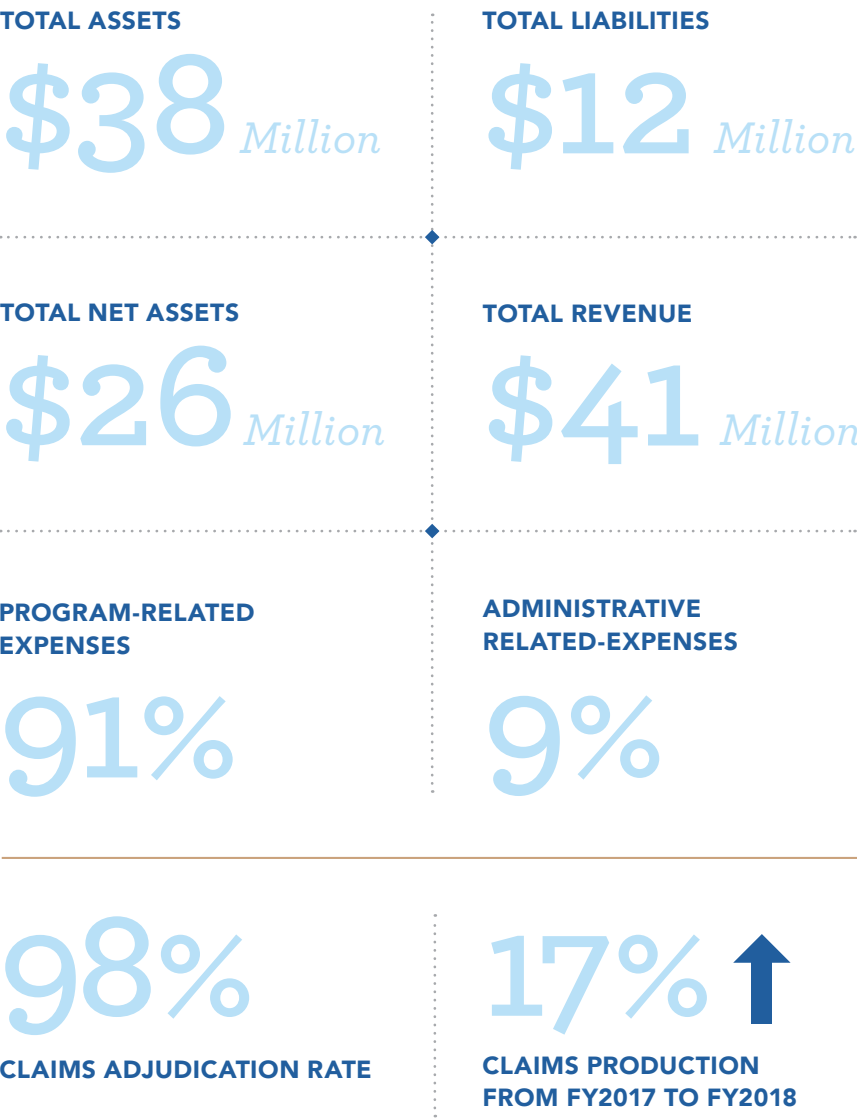 TOTAL ASSETS
$38 Million
TOTAL LIABILITIES
$12 Million
TOTAL NET ASSETS
$26 Million
TOTAL REVENUE
$41 Million
PROGRAM-RELATED
EXPENSES
91%
ADMINISTRATIVE
RELATED-EXPENSES
9%
98%
CLAIMS ADJUDICATION RATE
17%
CLAIMS PRODUCTION
FROM FY2017 TO FY2018